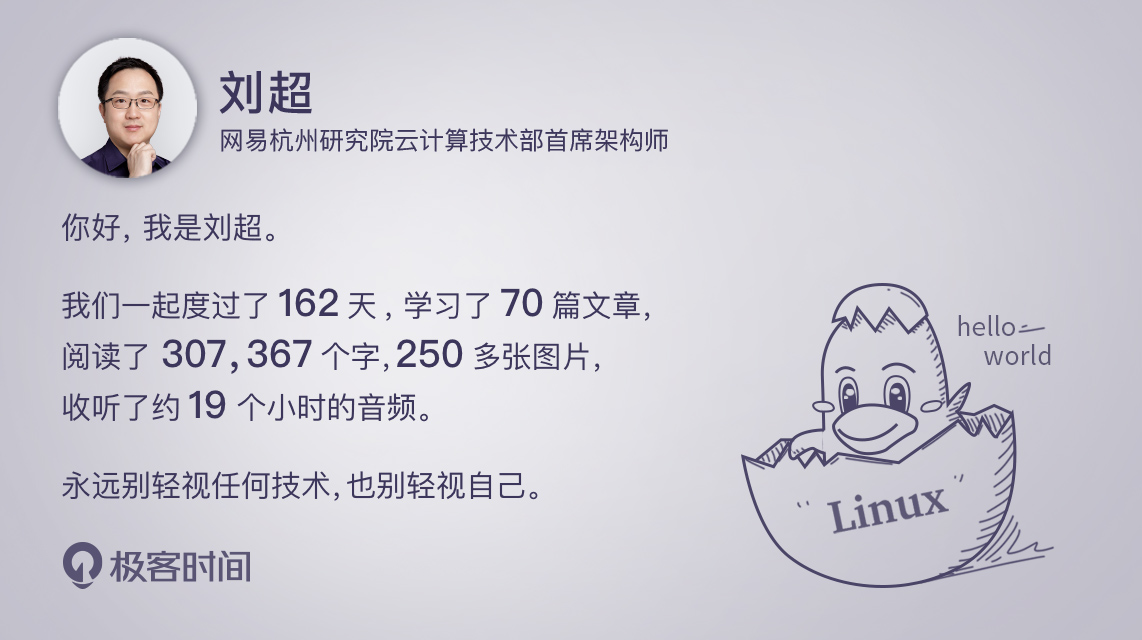 刘超
网易杭州研究院云计算技术部首席架构师
你好，我是刘超。
我们一起度过了 162 天，学习了 70 篇文章，
阅读了 307,367 个字，250 多张图片，
收听了约 19 个小时的音频。
永远别轻视任何技术，也别轻视自己。
hello
world
Linux
极客时间